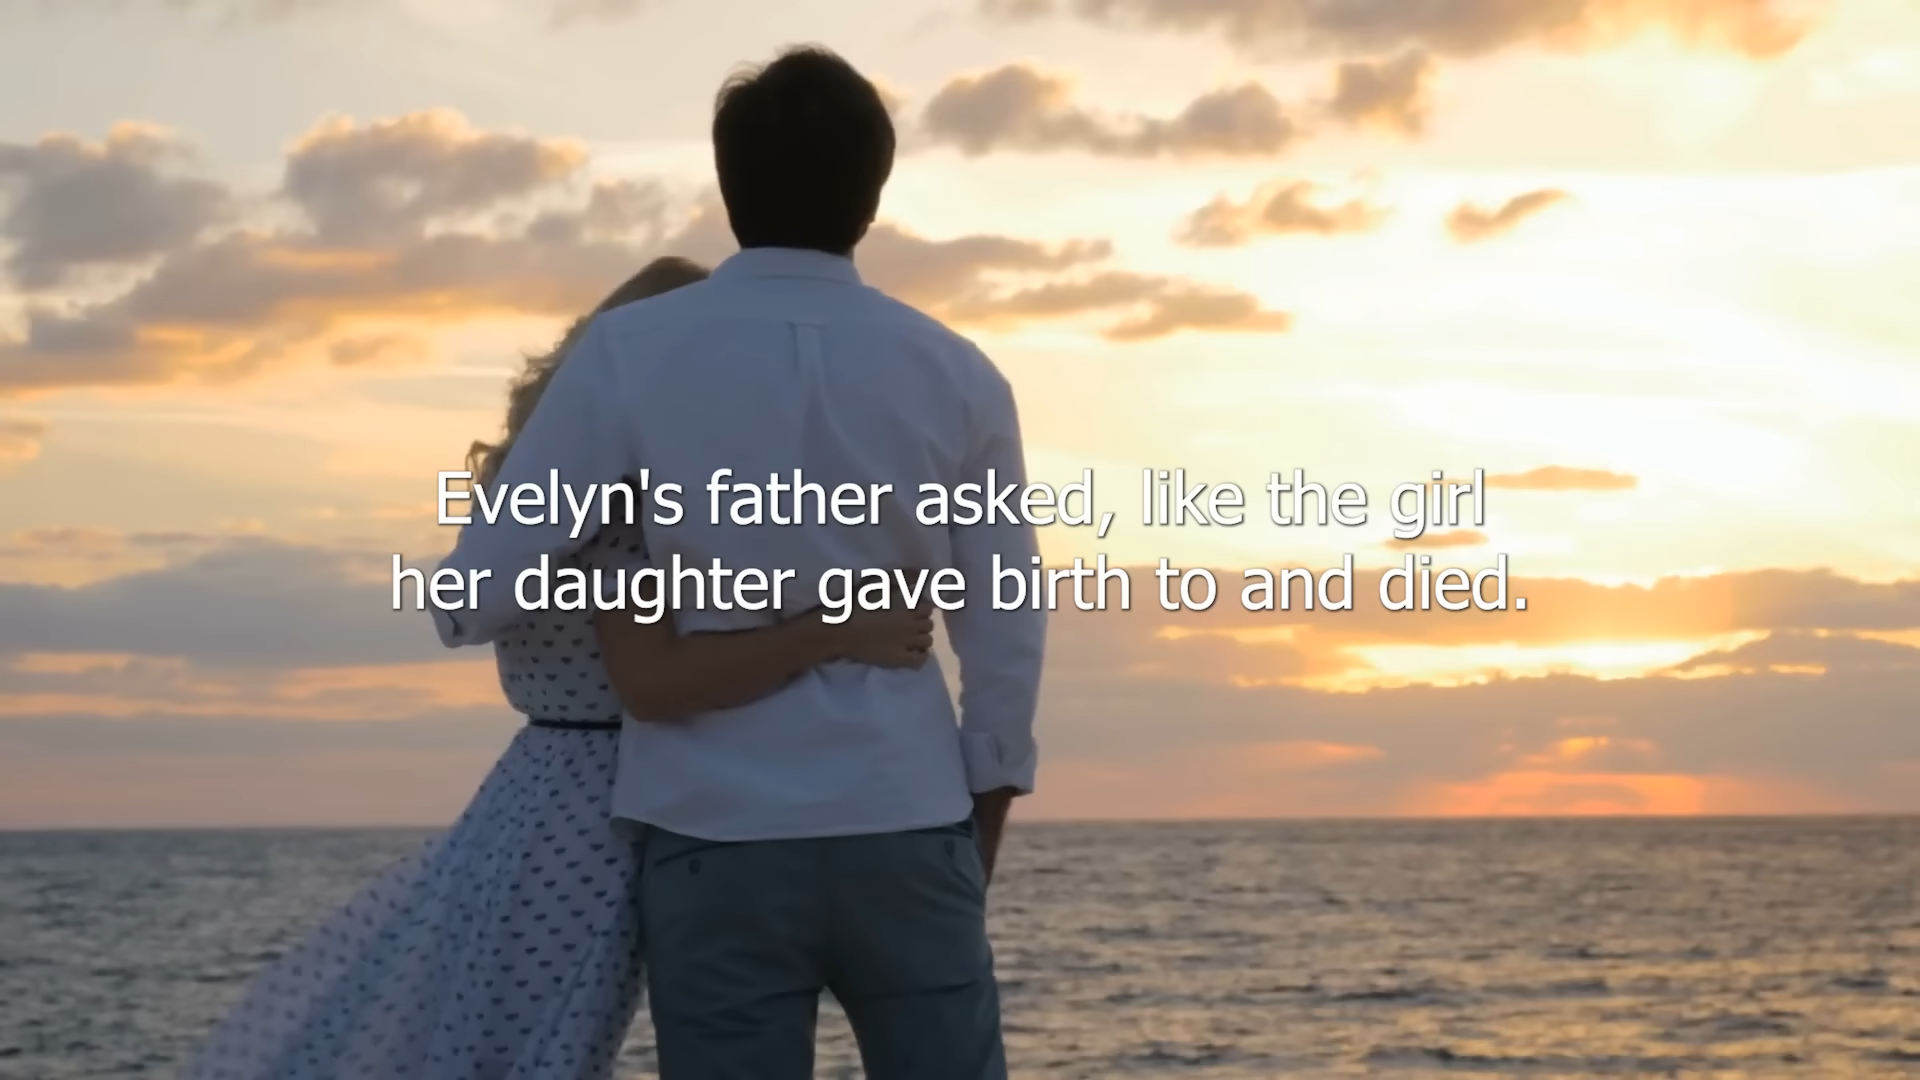 Evelyn's father asked, like the girl
her daughter gave birth to and died.